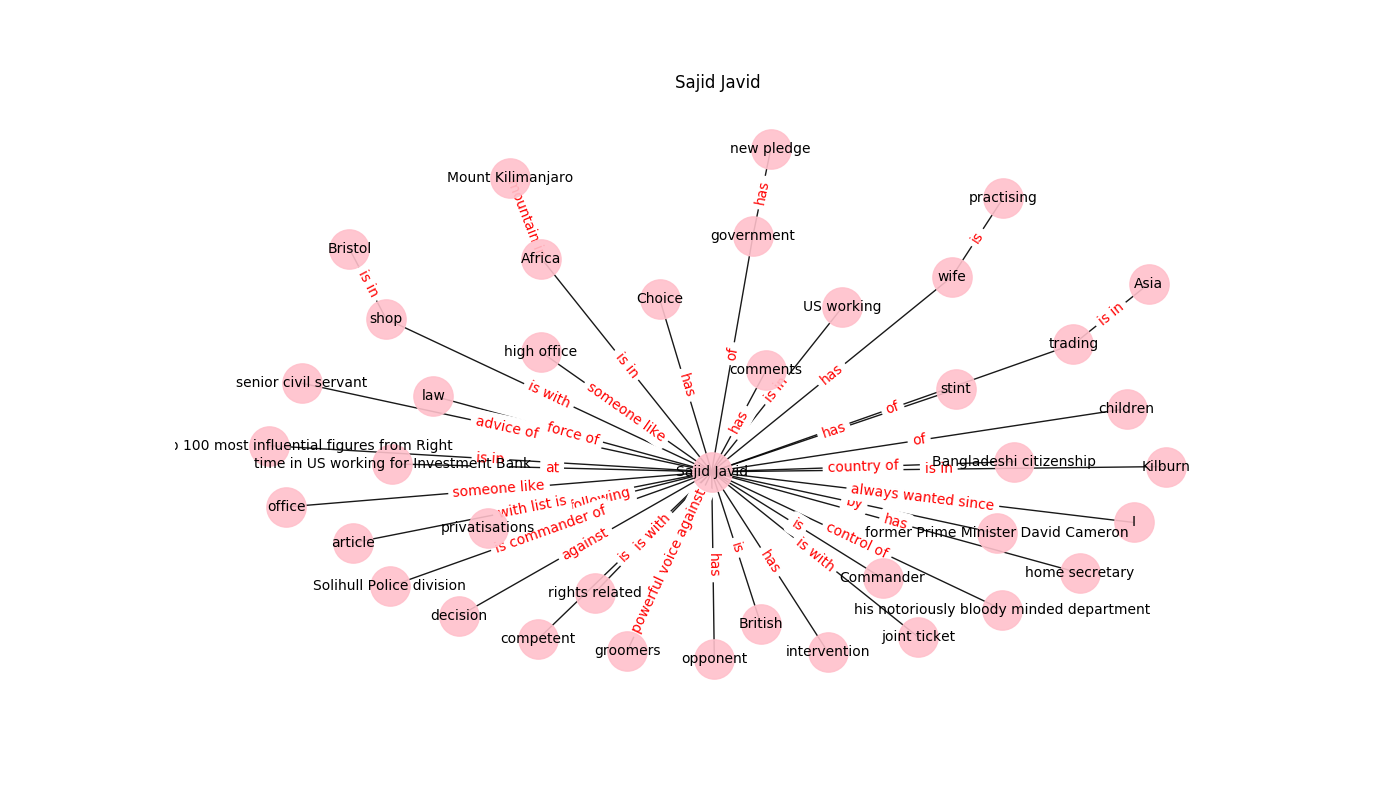 Sajid Javid
new pledge
has
Mount Kilimanjaro
practising
government
is
Bristol
Africa
wife
is in
Asia
Choice
US working
is in
shop
trading
of
high office
comments
is in
has
has
stint
someone like
is with
senior civil servant
law
of
children
has
has
advice of
force of
of
100 most influential figures from Right
is in
time in US working for Investment Bank
at
Sajid Javid
country of
is in
Bangladeshi citizenship
Kilburn
someone like
office
with list is
following
always wanted since
by
has
I
privatisations
former Prime Minister David Cameron
article
is commander of
against
is with
is
is
is
control of
is with
has
has
home secretary
Solihull Police division
powerful voice against
rights related
Commander
decision
his notoriously bloody minded department
competent
groomers
opponent
British
intervention
joint ticket